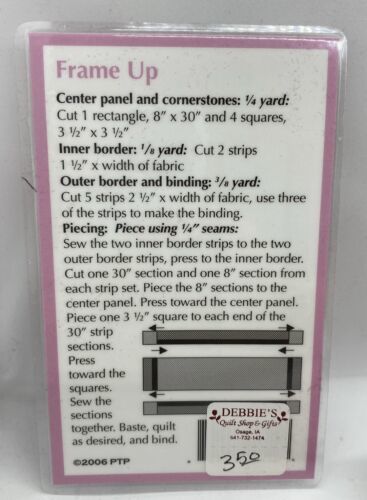 Frame Up
Center panel and cornerstones: ¼ yard:
Cut 1 rectangle, 8" x 30" and 4 squares,
3 ½" x 3 ½"
Inner border: ⅛ yard: Cut 2 strips
1 ½" x width of fabric
Outer border and binding: ⅜ yard:
Cut 5 strips 2 ½" x width of fabric, use three
of the strips to make the binding.
Piecing: Piece using ¼" seams:
Sew the two inner border strips to the two
outer border strips, press to the inner border.
Cut one 30" section and one 8" section from
each strip set. Piece the 8" sections to the
center panel. Press toward the center panel.
Piece one 3 ½" square to each end of the
30" strip
sections.
Press
toward the
squares.
Sew the
sections
together. Baste, quilt
as desired, and bind.
©2006 PTP
DEBBIE'S
Quilt Shop & Gifts
Osage, IA
641-732-1474
350